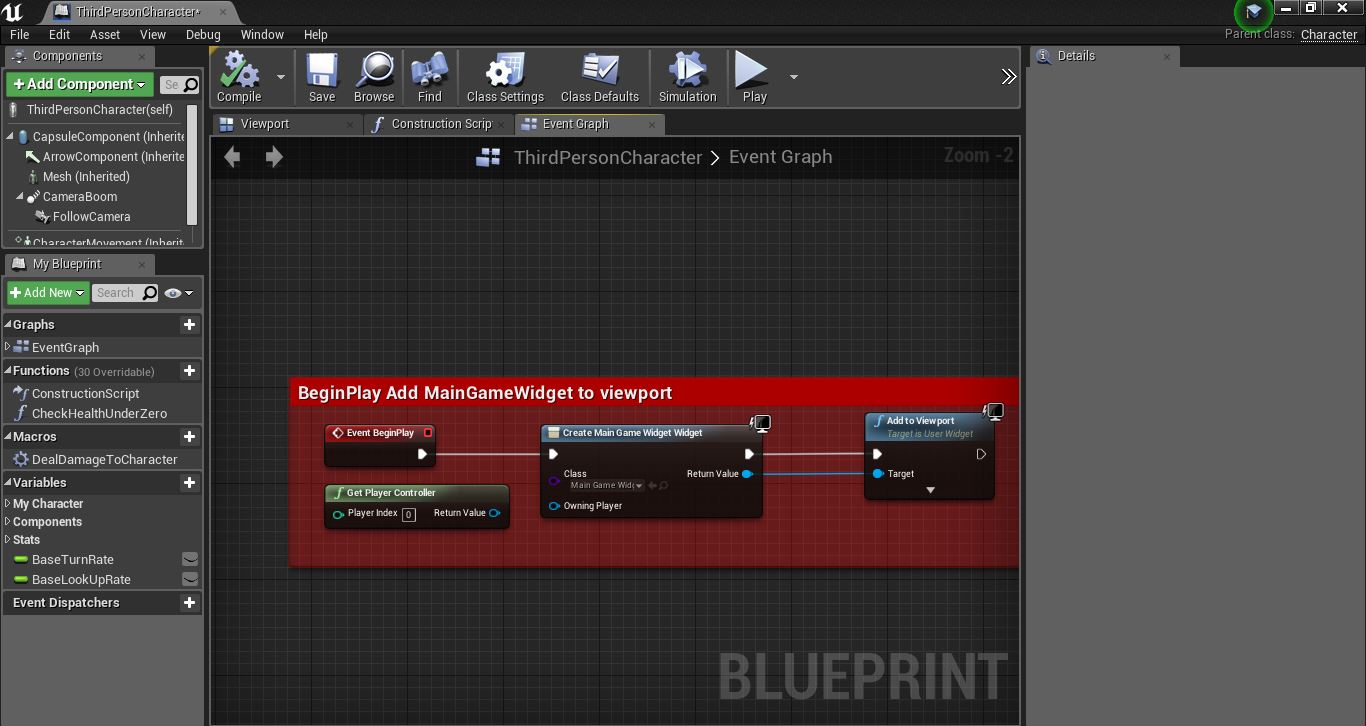 ThirdPersonCharacter*
File Edit Asset View Debug Window Help
Parent class: Character
Components
+ Add Component
Se
ThirdPersonCharacter(self)
CapsuleComponent (Inherite
ArrowComponent (Inherite
Mesh (Inherited)
CameraBoom
FollowCamera
CharacterMovement (Inherit
My Blueprint
+ Add New
Search
Graphs
EventGraph
Functions (30 Overridable)
ConstructionScript
CheckHealthUnderZero
Macros
DealDamageToCharacter
Variables
My Character
Components
Stats
BaseTurnRate
BaseLookUpRate
Event Dispatchers
Compile Save Browse Find Class Settings Class Defaults Simulation Play
Viewport Construction Scrip Event Graph
ThirdPersonCharacter > Event Graph
Zoom -2
BeginPlay Add MainGameWidget to viewport
Event BeginPlay
Get Player Controller
Player Index 0 Return Value
Create Main Game Widget Widget
Class
Main Game Widg
Return Value
Owning Player
Add to Viewport
Target is User Widget
Target
BLUEPRINT
Details